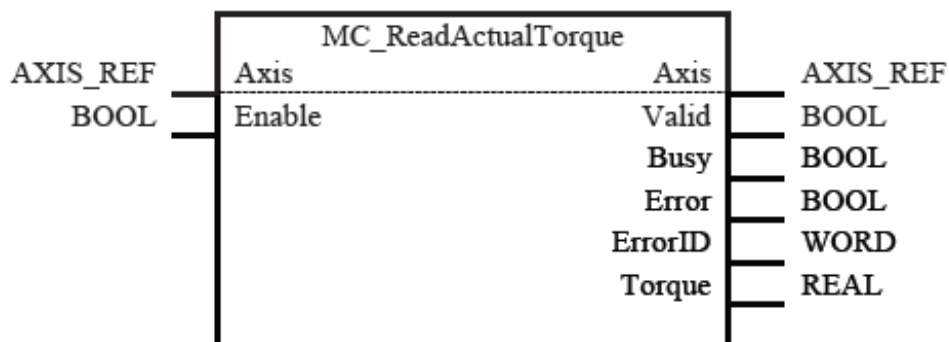 MC_ReadActualTorque
AXIS_REF Axis Axis AXIS_REF
BOOL Enable Valid BOOL
Busy BOOL
Error BOOL
ErrorID WORD
Torque REAL